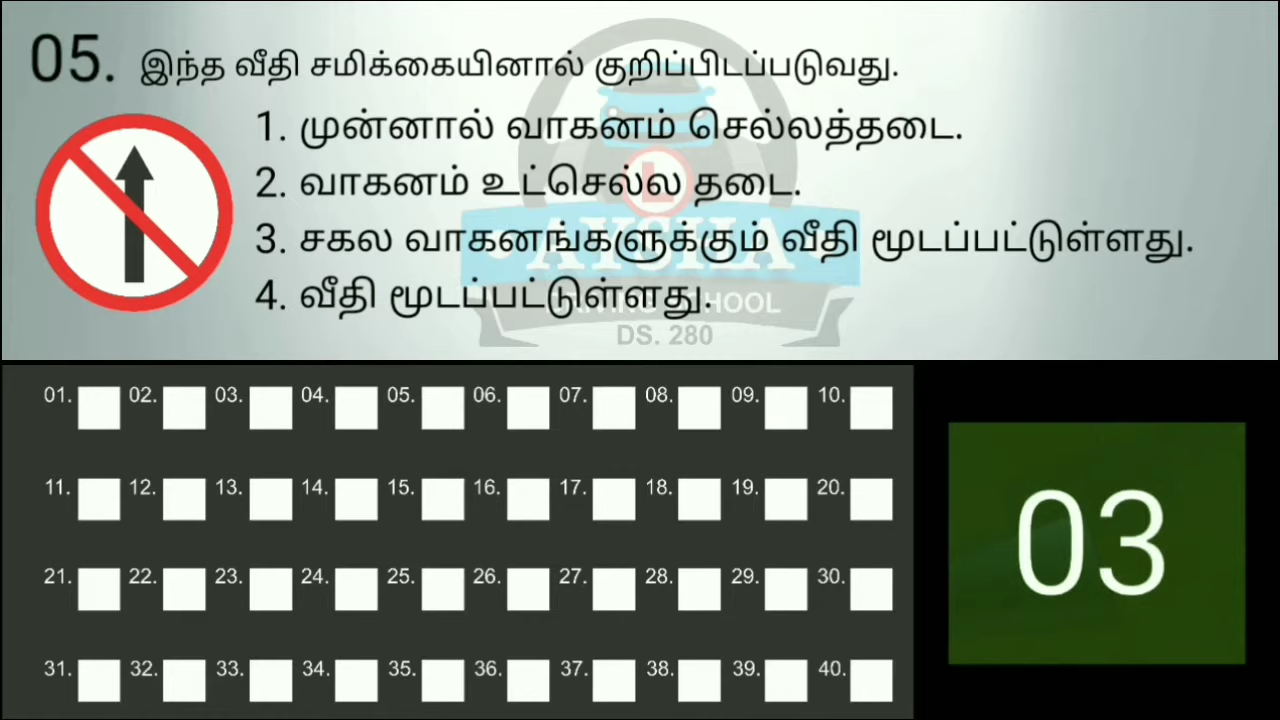 05. இந்த வீதி சமிக்கையினால் குறிப்பிடப்படுவது.
1. முன்னால் வாகனம் செல்லத்தடை.
2. வாகனம் உட்செல்ல தடை.
3. சகல வாகனங்களுக்கும் வீதி மூடப்பட்டுள்ளது.
4. வீதி மூடப்பட்டுள்ளது.
L
AYSHA
DRIVING SCHOOL
DS. 280
01. 02. 03. 04. 05. 06. 07. 08. 09. 10.
11. 12. 13. 14. 15. 16. 17. 18. 19. 20.
21. 22. 23. 24. 25. 26. 27. 28. 29. 30.
31. 32. 33. 34. 35. 36. 37. 38. 39. 40.
03